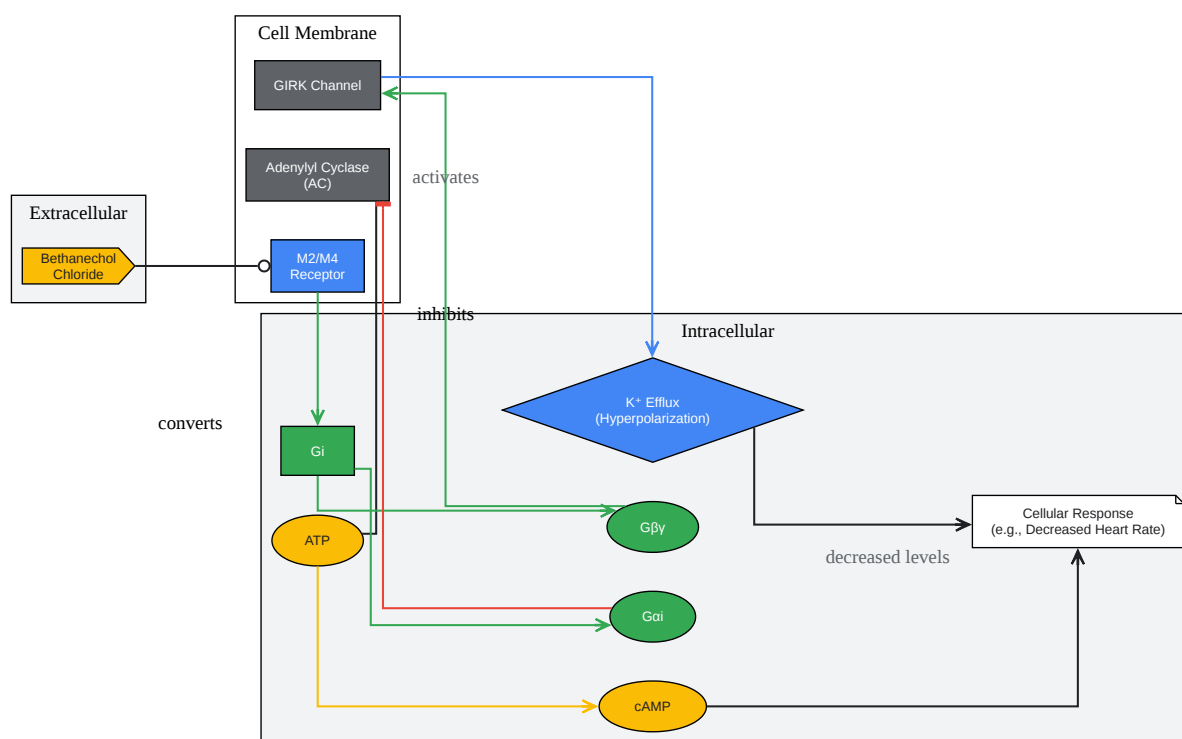 Cell Membrane
GIRK Channel
Adenylyl Cyclase
(AC)
activates
Extracellular
Bethanechol
Chloride
M2/M4
Receptor
inhibits
Intracellular
K⁺ Efflux
(Hyperpolarization)
converts
Gi
Cellular Response
(e.g., Decreased Heart Rate)
Gβγ
ATP
decreased levels
Gαi
cAMP